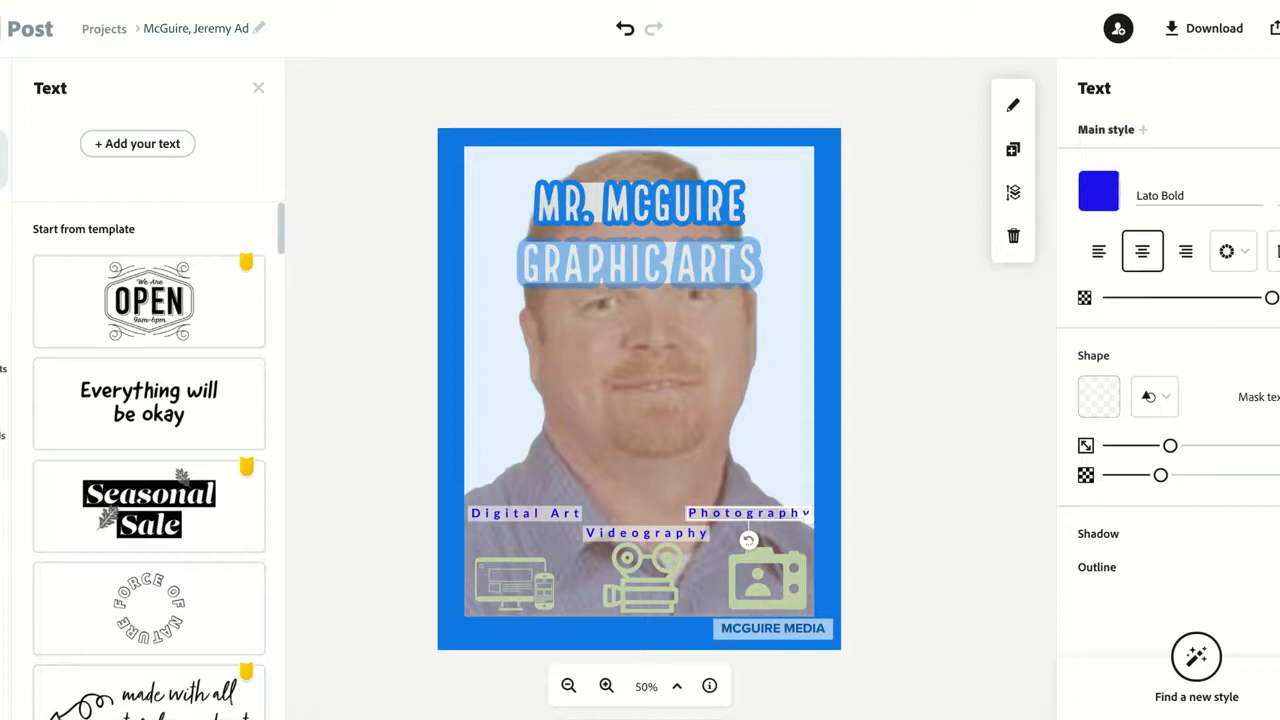 Post
Projects
McGuire, Jeremy Ad
Download
Text
+ Add your text
Start from template
We Are
OPEN
9am-6pm
Everything will
be okay
Seasonal
Sale
FORCE OF NATURE
made with all
MR. MCGUIRE
GRAPHIC ARTS
Digital Art
Photography
Videography
MCGUIRE MEDIA
50%
Text
Main style +
Lato Bold
Shape
Mask tex
Shadow
Outline
Find a new style